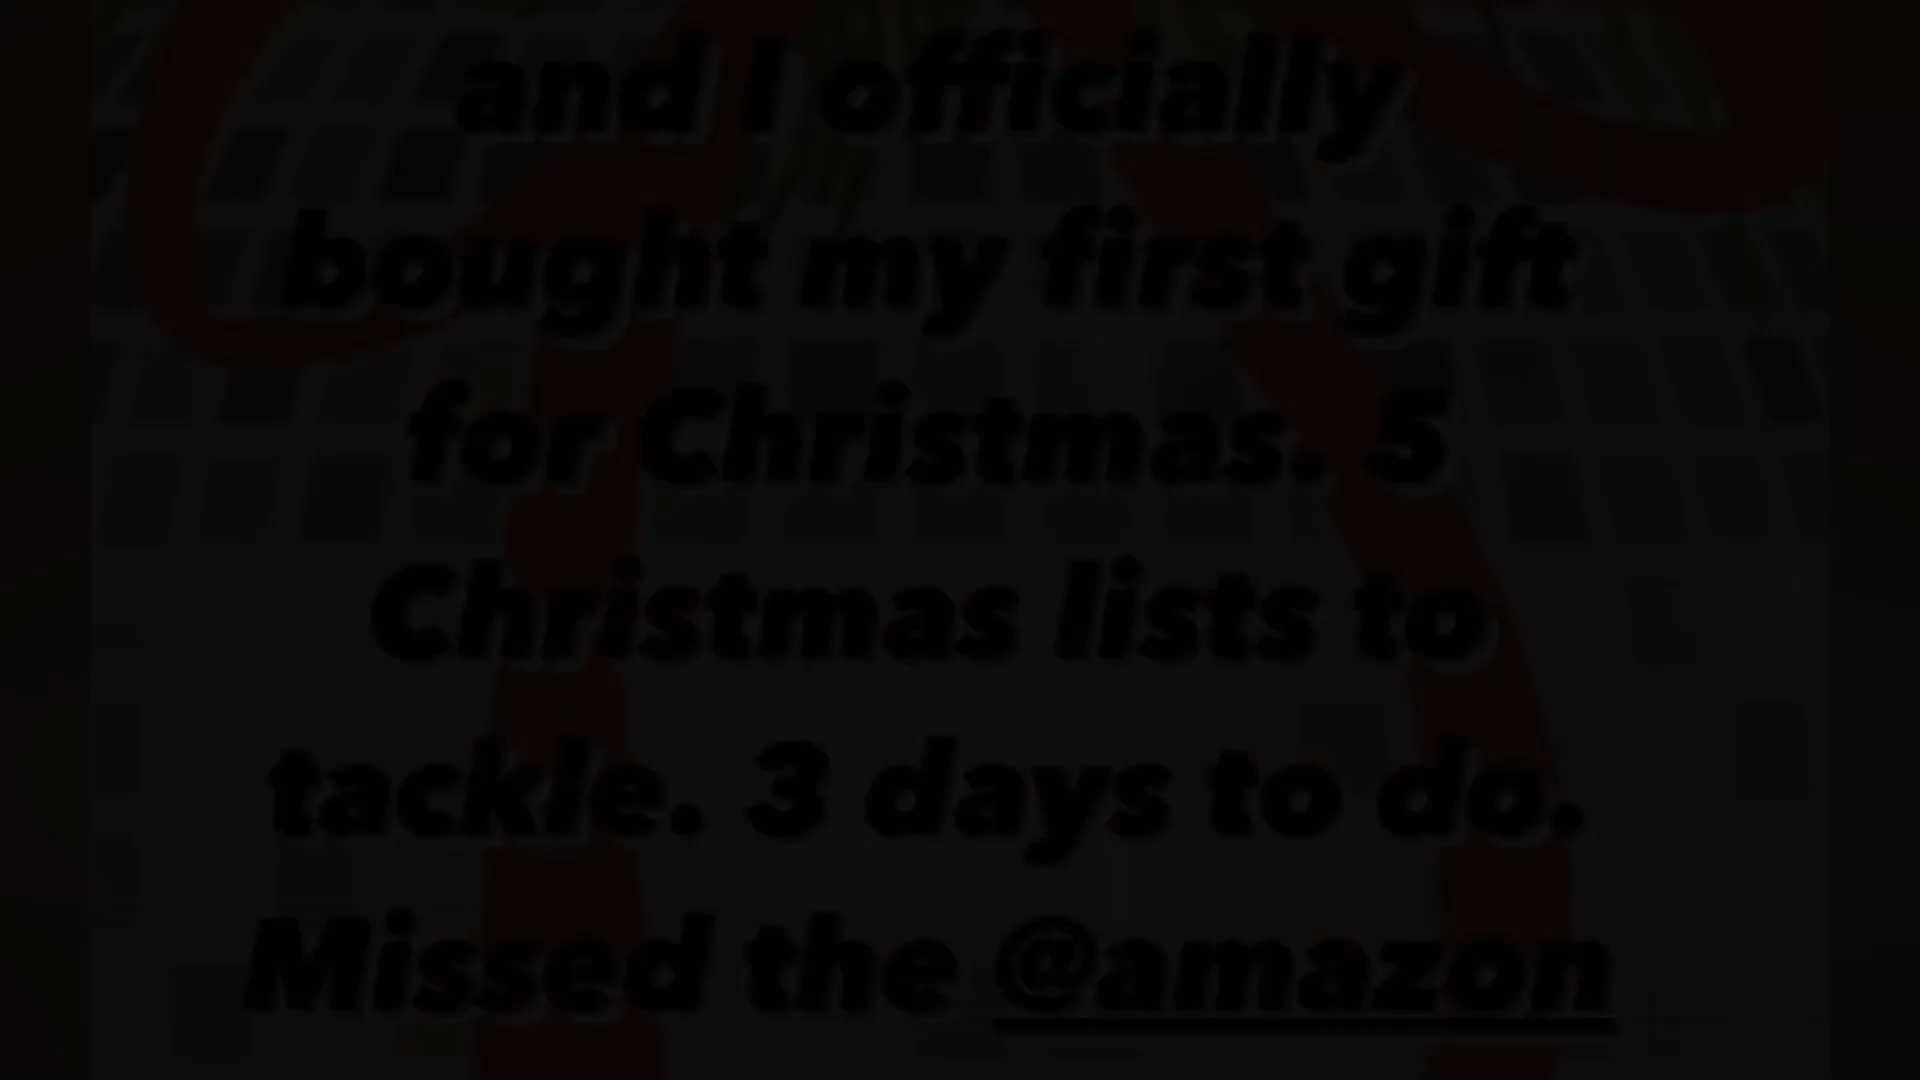 and I officially
bought my first gift
for Christmas. 5
Christmas lists to
tackle. 3 days to do.
Missed the @amazon